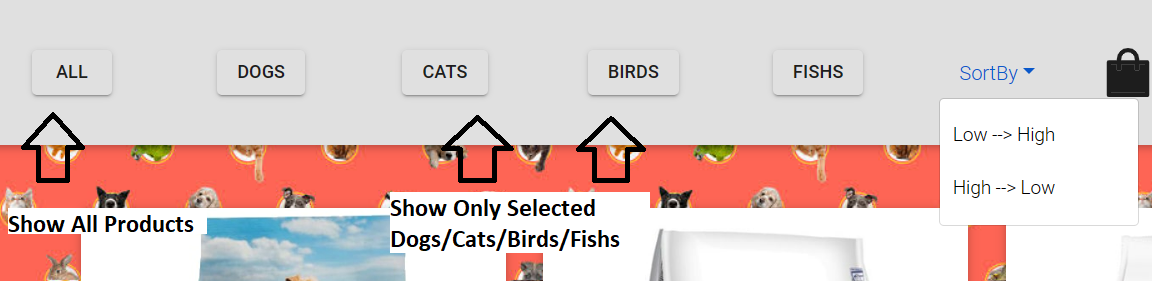 ALL
DOGS
CATS
BIRDS
FISHS
SortBy
Low --> High
High --> Low
Show All Products
Show Only Selected
Dogs/Cats/Birds/Fishs